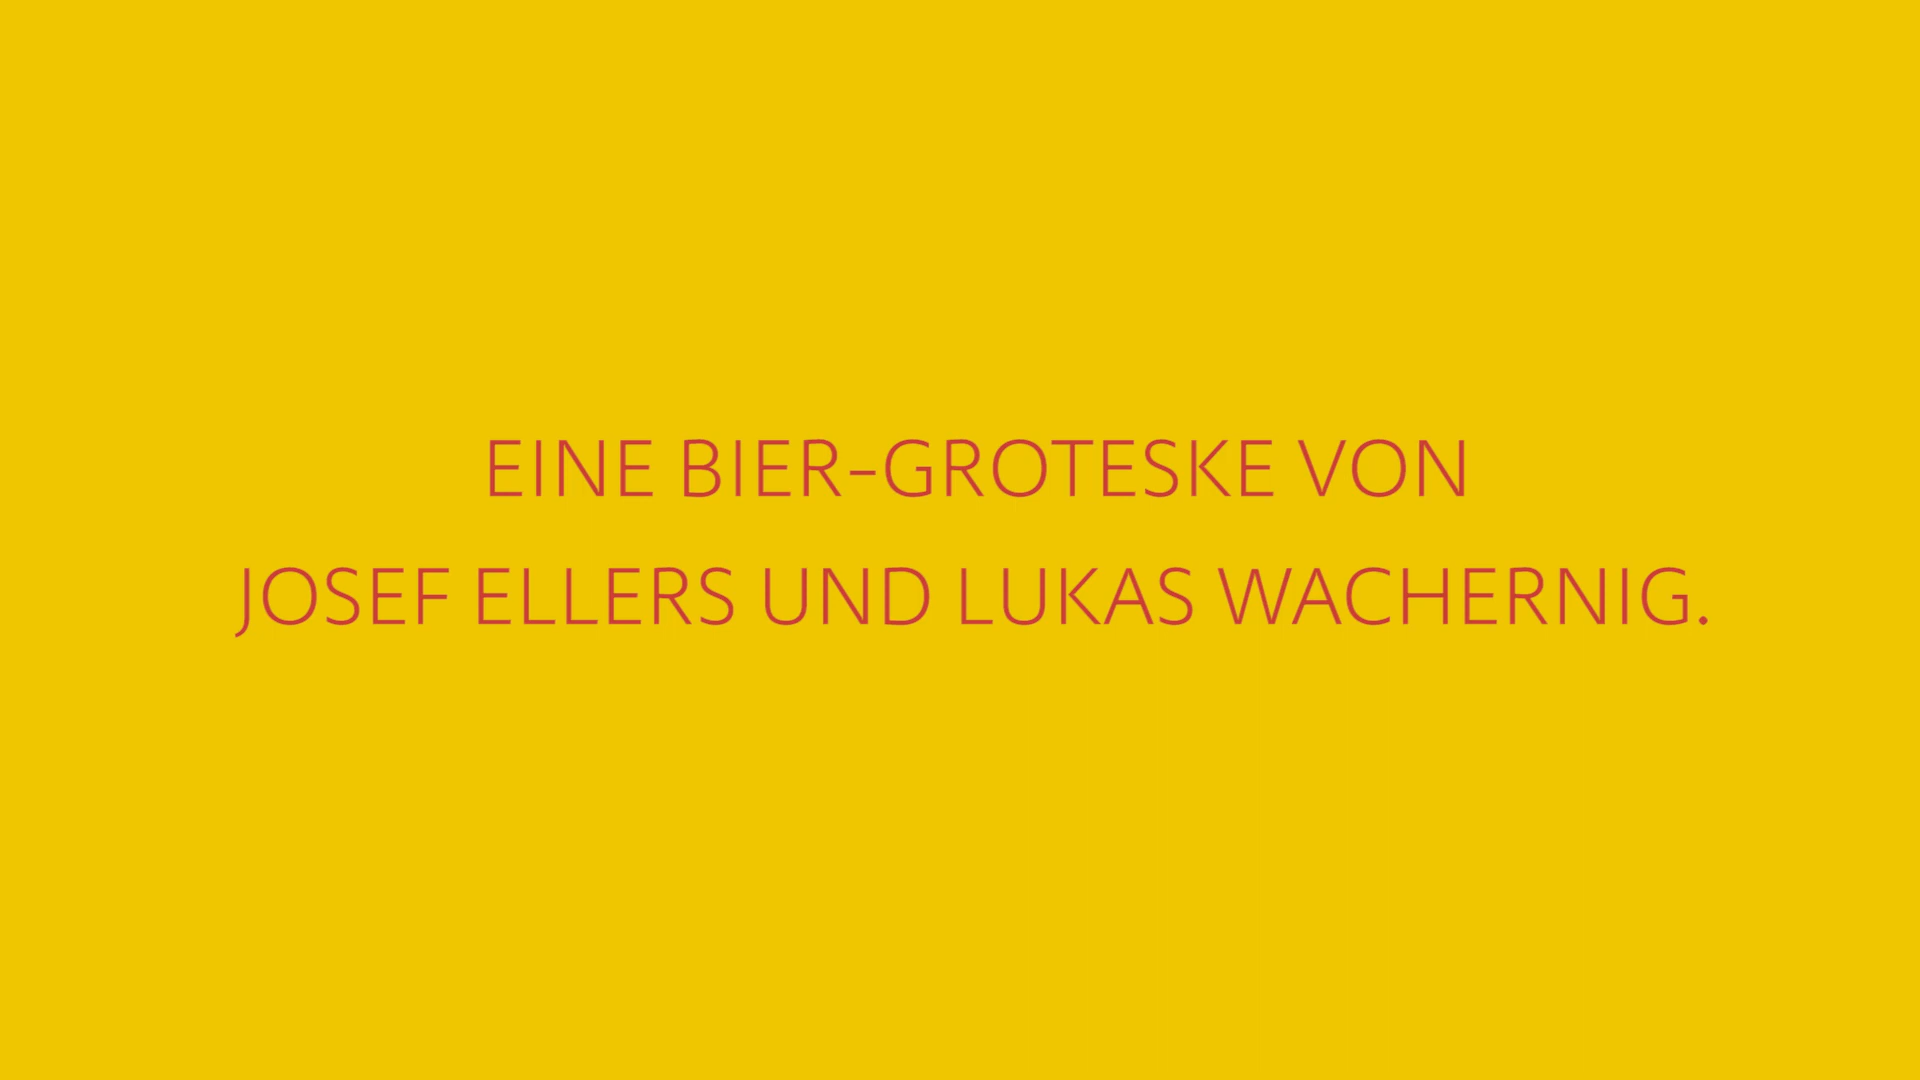 EINE BIER-GROTESKE VON
JOSEF ELLERS UND LUKAS WACHERNIG.